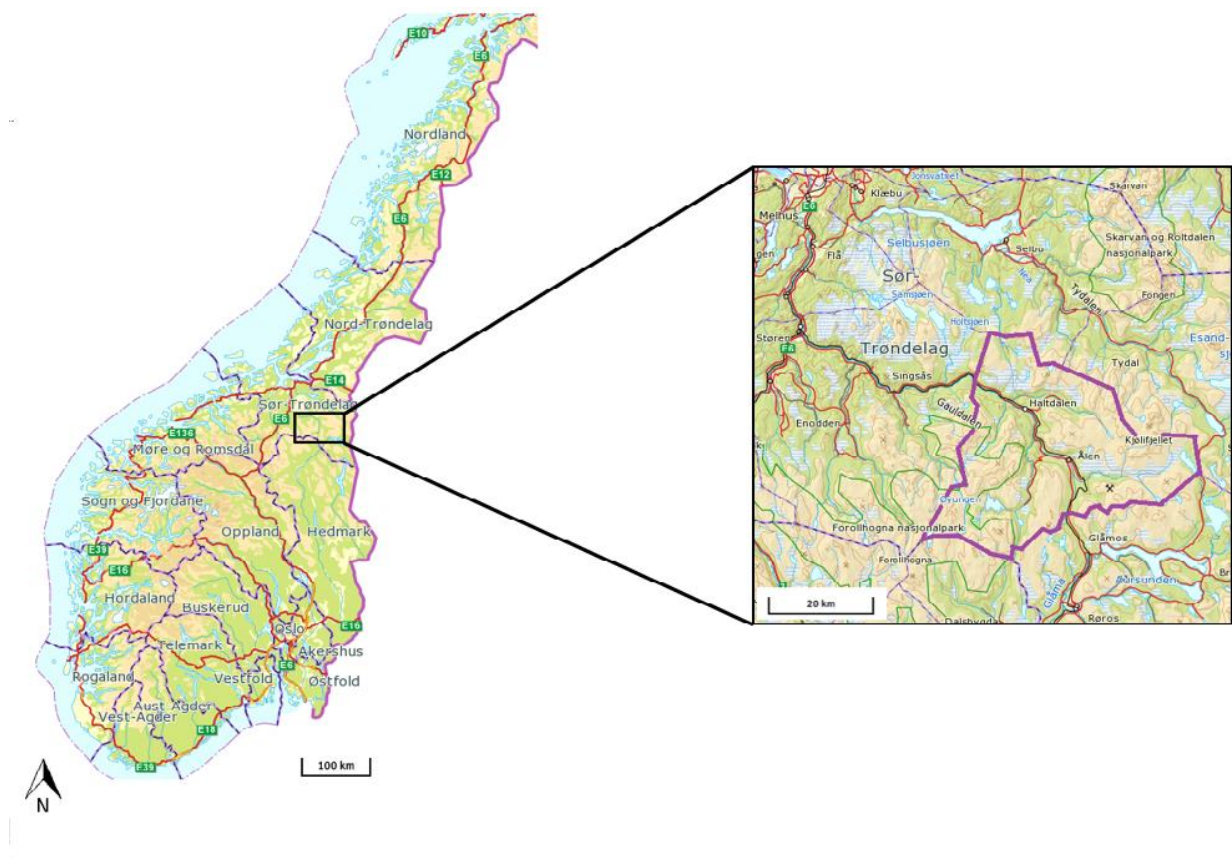 E10
E6
Nordland
E12
E6
Nord-Trøndelag
E14
Sør-Trøndelag
E6
E136
Møre og Romsdal
Sogn og Fjordane
Oppland
Hedmark
E39
E16
Hordaland
Buskerud
Oslo
E16
Telemark
Akershus
E6
Rogaland
Vestfold
Østfold
Aust Agder
Vest-Agder
E18
E39
100 km
N
Jonsvatnet
Klæbu
Skarvan
E6
Melhus
Selbusjøen
Selbu
Skarvan og Roltdalen
nasjonalpark
Flå
Sør-
Nea
Tydalen
Fongen
Samsjøen
Holtsjøen
Støren
Esand-
sj
E6
Trøndelag
Tydal
Singsås
Gauldalen
Haltdalen
Enodden
Kjølifjellet
Ålen
Øyungen
Forollhogna nasjonalpark
Glåmos
Forollhogna
Aursunden
Br
20 km
Glåma
Røros
Dalsbygda